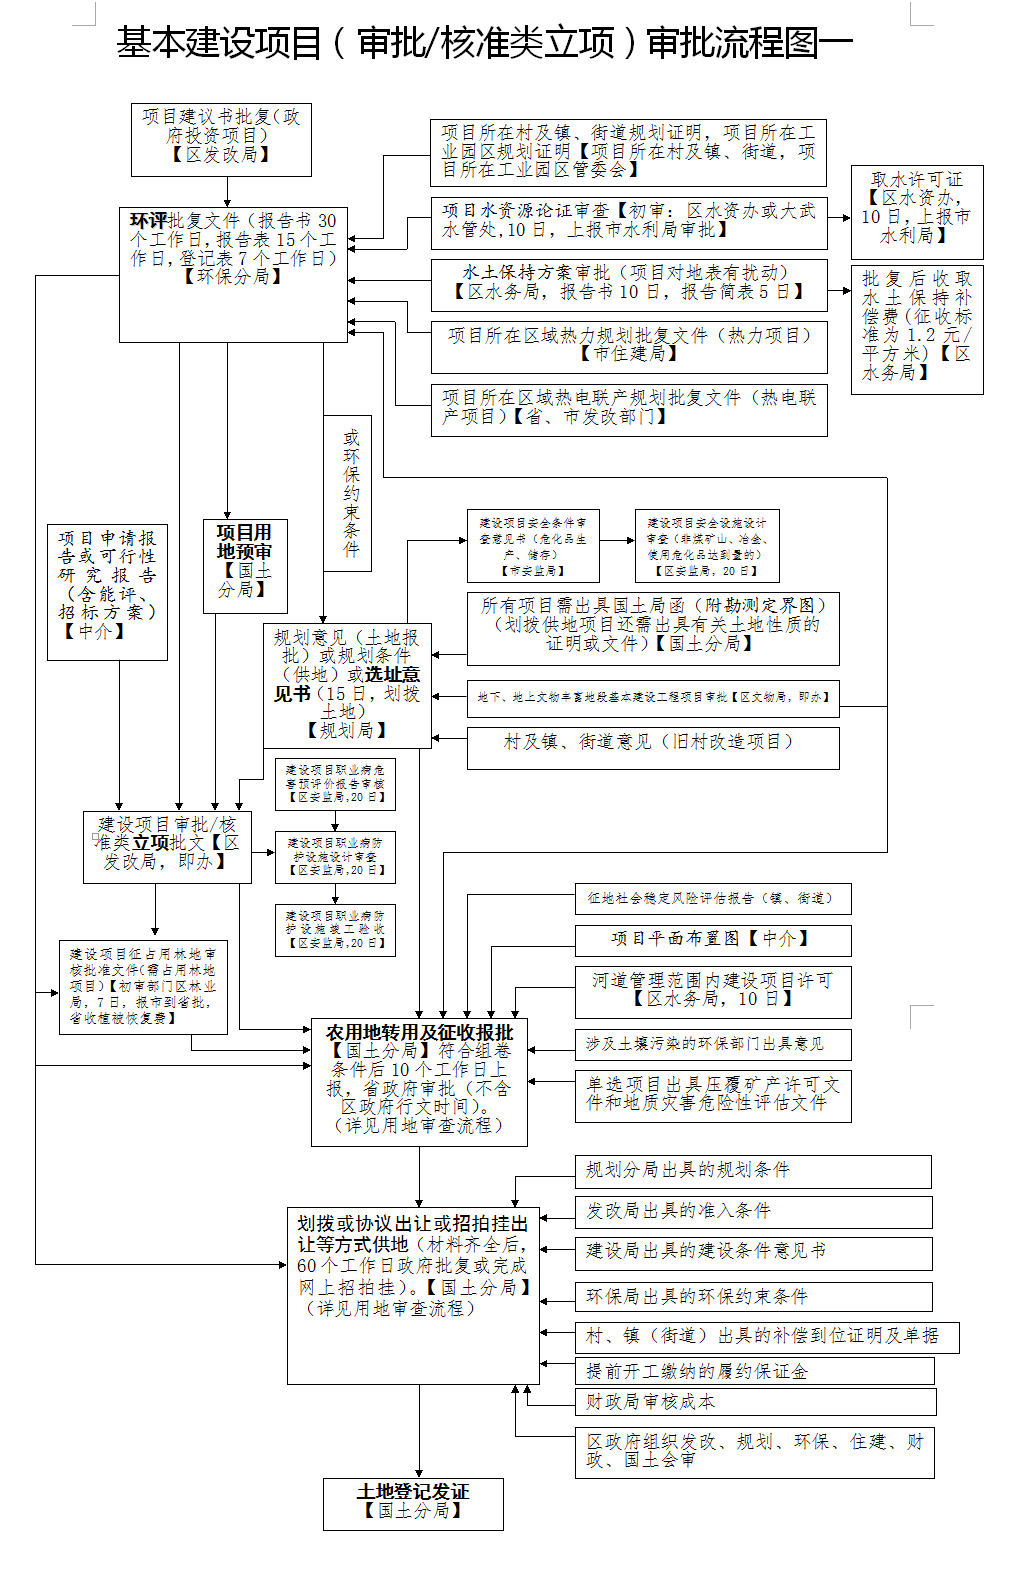 基本建设项目（审批/核准类立项）审批流程图一
项目建议书批复(政
府投资项目)
【区发改局】
环评批复文件（报告书 30
个工作日, 报告表 15 个工
作日, 登记表 7 个工作日）
【环保分局】
项目所在村及镇、街道规划证明，项目所在工
业园区规划证明【项目所在村及镇、街道，项
目所在工业园区管委会】
项目水资源论证审查【初审：区水资办或大武
水管处, 10 日，上报市水利局审批】
取水许可证
【区水资办，
10 日，上报市
水利局】
水土保持方案审批（项目对地表有扰动）
【区水务局，报告书 10 日，报告简表 5 日】
批复后收取
水土保持补
偿费(征收标
准为 1.2 元/
平方米)【区
水务局】
项目所在区域热力规划批复文件（热力项目）
【市住建局】
项目所在区域热电联产规划批复文件（热电联
产项目）【省、市发改部门】
或环保约束条件
项目申请报
告或可行性
研究报告
（含能评、
招标方案）
【中介】
项目用
地预审
【国土
分局】
建设项目安全条件审
查意见书（危化品生
产、储存）
【市安监局】
建设项目安全设施设计
审查（非煤矿山、冶金、
使用危化品达到量的）
【区安监局，20 日】
规划意见（土地报
批）或规划条件
（供地）或选址意
见书（15 日，划拨
土地）
【规划局】
所有项目需出具国土局函（附勘测定界图）
（划拨供地项目还需出具有关土地性质的
证明或文件）【国土分局】
地下、地上文物丰富地段基本建设工程项目审批【区文物局，即办】
村及镇、街道意见（旧村改造项目）
建设项目职业病危
害预评价报告审核
【区安监局, 20 日】
建设项目审批/核
准类立项批文【区
发改局，即办】
建设项目职业病防
护设施设计审查
【区安监局, 20 日】
建设项目职业病防
护设施竣工验收
【区安监局, 20 日】
建设项目征占用林地审
核批准文件(需占用林地
项目)【初审部门区林业
局，7 日，报市到省批，
省收植被恢复费】
征地社会稳定风险评估报告（镇、街道）
项目平面布置图【中介】
河道管理范围内建设项目许可
【区水务局，10 日】
涉及土壤污染的环保部门出具意见
单选项目出具压覆矿产许可文
件和地质灾害危险性评估文件
农用地转用及征收报批
【国土分局】符合组卷
条件后 10 个工作日上
报，省政府审批（不含
区政府行文时间）。
（详见用地审查流程）
规划分局出具的规划条件
发改局出具的准入条件
建设局出具的建设条件意见书
环保局出具的环保约束条件
村、镇（街道）出具的补偿到位证明及单据
提前开工缴纳的履约保证金
财政局审核成本
区政府组织发改、规划、环保、住建、财
政、国土会审
划拨或协议出让或招拍挂出
让等方式供地（材料齐全后，
60 个工作日政府批复或完成
网上招拍挂）。【国土分局】
（详见用地审查流程）
土地登记发证
【国土分局】